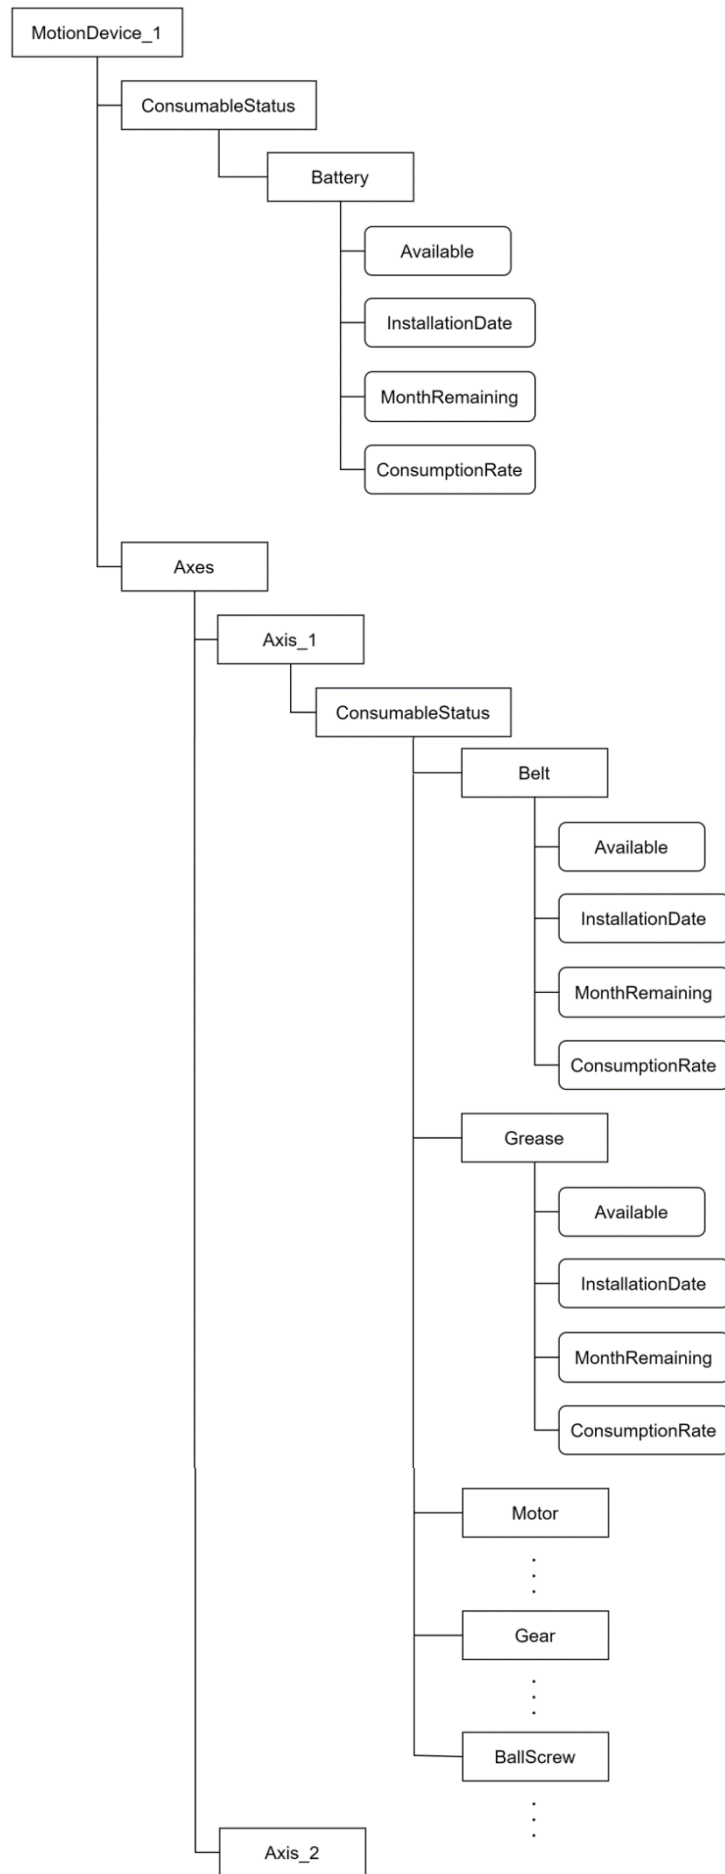 MotionDevice_1
ConsumableStatus
Battery
Available
InstallationDate
MonthRemaining
ConsumptionRate
Axes
Axis_1
ConsumableStatus
Belt
Available
InstallationDate
MonthRemaining
ConsumptionRate
Grease
Available
InstallationDate
MonthRemaining
ConsumptionRate
Motor
Gear
BallScrew
Axis_2